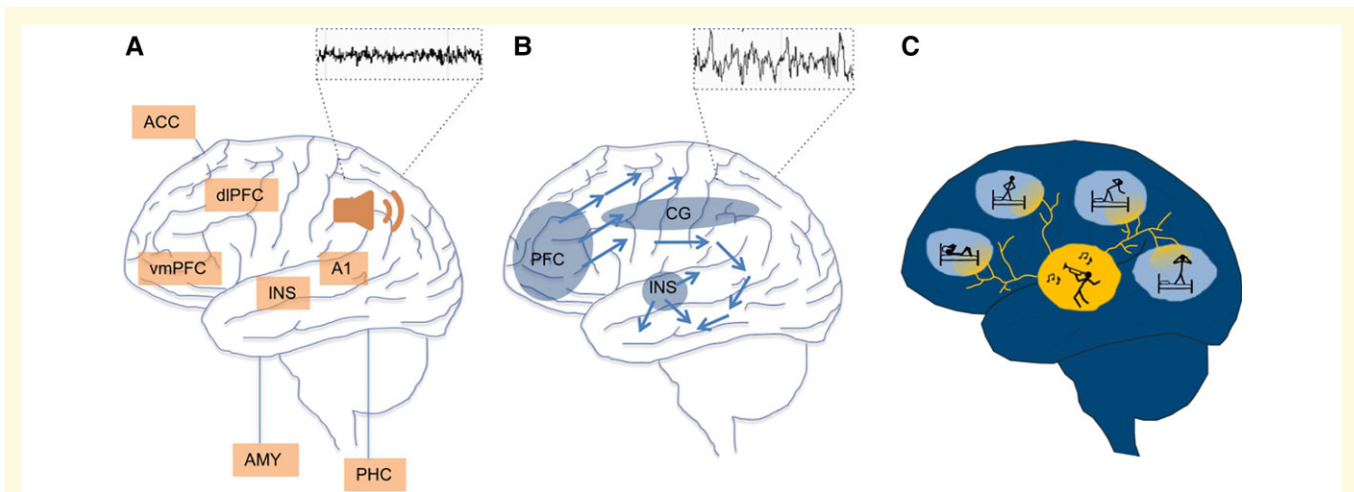 A
B
C
ACC
dlPFC
vmPFC
INS
A1
AMY
PHC
PFC
CG
INS